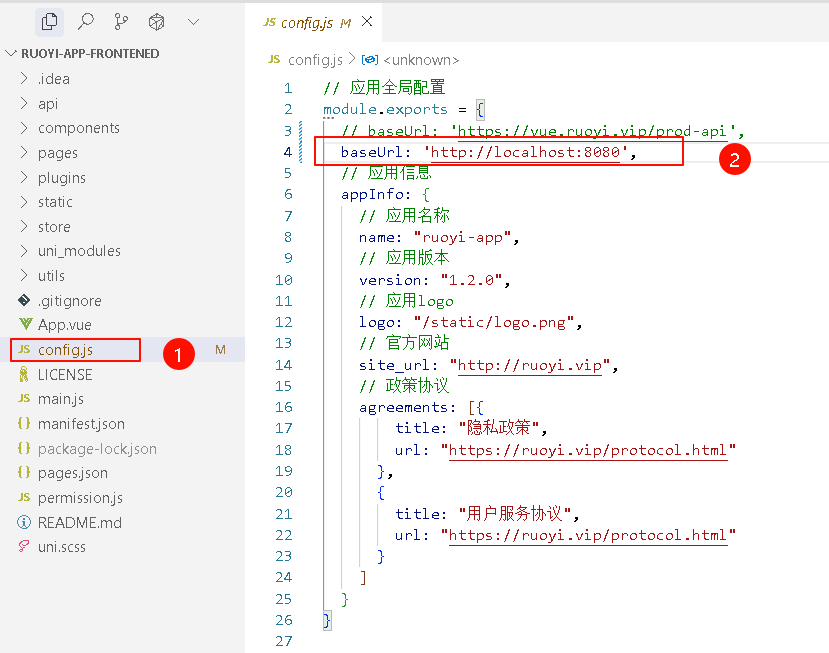 RUOYI-APP-FRONTENED
.idea
api
components
pages
plugins
static
store
uni_modules
utils
.gitignore
App.vue
JS config.js M
LICENSE
JS main.js
{} manifest.json
{} package-lock.json
{} pages.json
JS permission.js
README.md
uni.scss
1
JS config.js M ×
JS config.js > <unknown>
1 // 应用全局配置
2 module.exports = {
3 // baseUrl: 'https://vue.ruoyi.vip/prod-api',
4 baseUrl: 'http://localhost:8080',
2
5 // 应用信息
6 appInfo: {
7 // 应用名称
8 name: "ruoyi-app",
9 // 应用版本
10 version: "1.2.0",
11 // 应用logo
12 logo: "/static/logo.png",
13 // 官方网站
14 site_url: "http://ruoyi.vip",
15 // 政策协议
16 agreements: [{
17 title: "隐私政策",
18 url: "https://ruoyi.vip/protocol.html"
19 },
20 {
21 title: "用户服务协议",
22 url: "https://ruoyi.vip/protocol.html"
23 }
24 ]
25 }
26 }
27